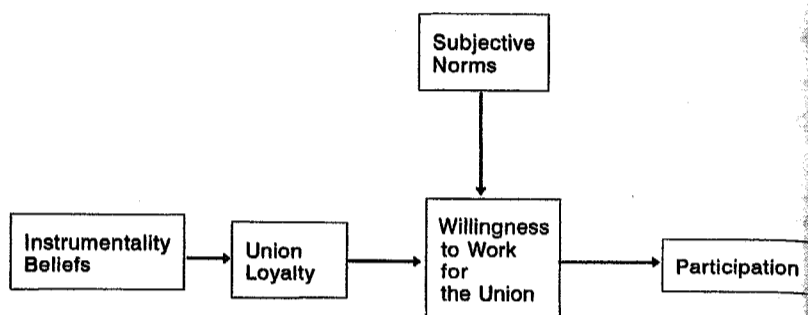 Subjective
Norms
Instrumentality
Beliefs
Union
Loyalty
Willingness
to Work
for
the Union
Participation